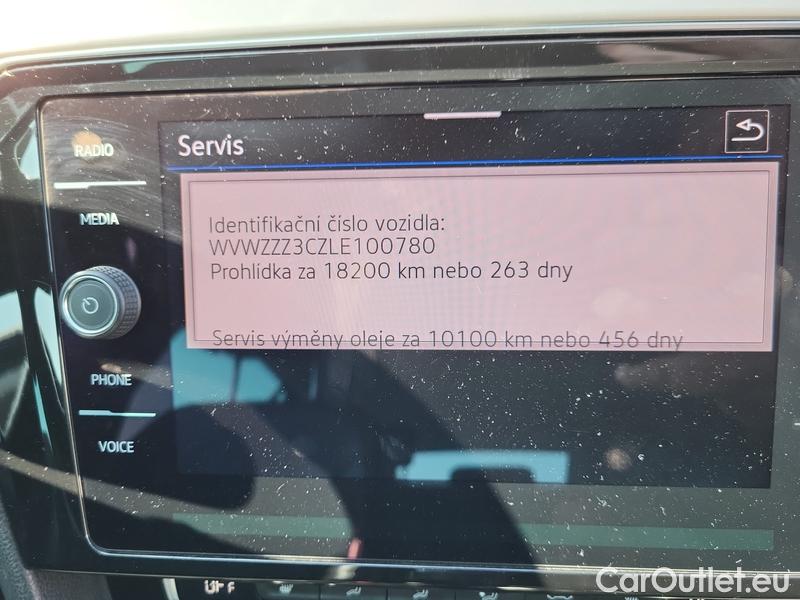 RADIO
Servis
MEDIA
Identifikační číslo vozidla:
WVWZZZ3CZLE100780
Prohlídka za 18200 km nebo 263 dny
Servis výměny oleje za 10100 km nebo 456 dny
PHONE
VOICE
CarOutlet.eu